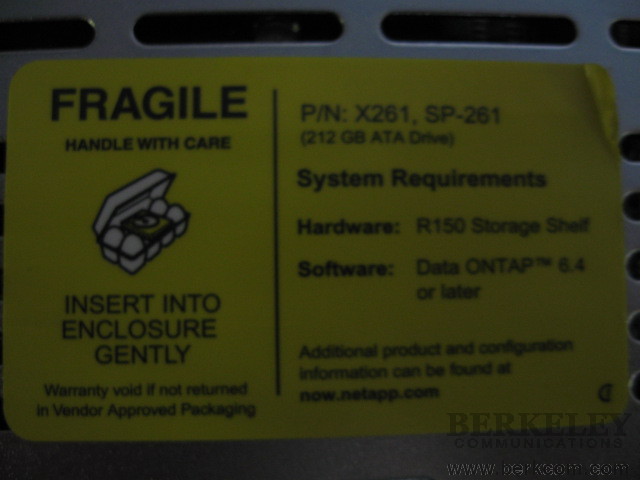 FRAGILE
HANDLE WITH CARE
INSERT INTO
ENCLOSURE
GENTLY
Warranty void if not returned
in Vendor Approved Packaging
P/N: X261, SP-261
(212 GB ATA Drive)
System Requirements
Hardware: R150 Storage Shelf
Software: Data ONTAP™ 6.4
or later
Additional product and configuration
information can be found at
now.netapp.com
BERKELEY
COMMUNICATIONS
www.berkcom.com